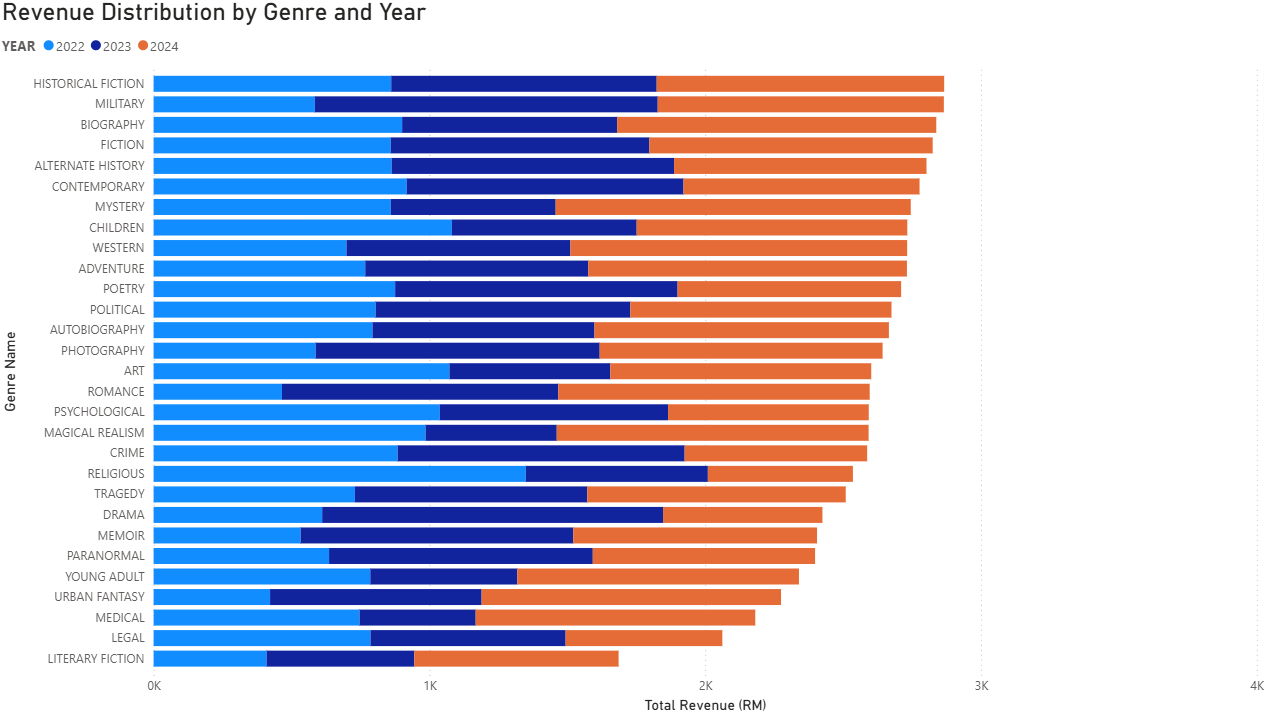 Revenue Distribution by Genre and Year
YEAR 2022 2023 2024
Genre Name
HISTORICAL FICTION
MILITARY
BIOGRAPHY
FICTION
ALTERNATE HISTORY
CONTEMPORARY
MYSTERY
CHILDREN
WESTERN
ADVENTURE
POETRY
POLITICAL
AUTOBIOGRAPHY
PHOTOGRAPHY
ART
ROMANCE
PSYCHOLOGICAL
MAGICAL REALISM
CRIME
RELIGIOUS
TRAGEDY
DRAMA
MEMOIR
PARANORMAL
YOUNG ADULT
URBAN FANTASY
MEDICAL
LEGAL
LITERARY FICTION
0K 1K 2K 3K 4K
Total Revenue (RM)